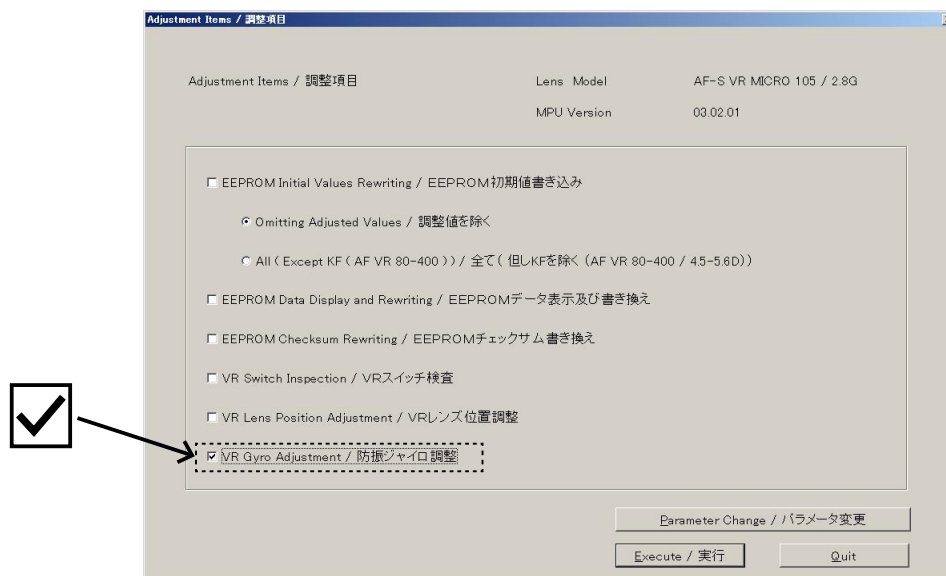 Adjustment Items / 調整項目
Adjustment Items / 調整項目
Lens Model AF-S VR MICRO 105 / 2.8G
MPU Version 03.02.01
EEPROM Initial Values Rewriting / EEPROM初期値書き込み
Omitting Adjusted Values / 調整値を除く
All ( Except KF ( AF VR 80-400 ) ) / 全て( 但しKFを除く (AF VR 80-400 / 4.5-5.6D))
EEPROM Data Display and Rewriting / EEPROMデータ表示及び書き換え
EEPROM Checksum Rewriting / EEPROMチェックサム書き換え
VR Switch Inspection / VRスイッチ検査
VR Lens Position Adjustment / VRレンズ位置調整
VR Gyro Adjustment / 防振ジャイロ調整
Parameter Change / パラメータ変更
Execute / 実行
Quit